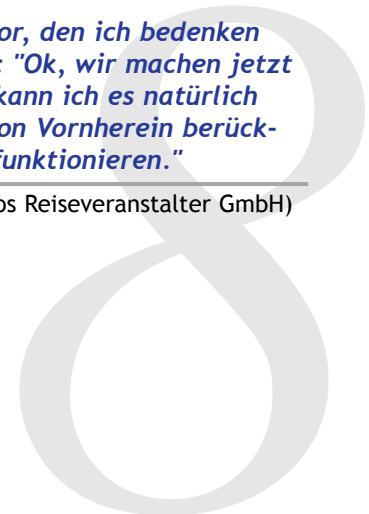 or, den ich bedenken
: "Ok, wir machen jetzt
kann ich es natürlich
on Vornherein berück-
funktionieren."
os Reiseveranstalter GmbH)
8